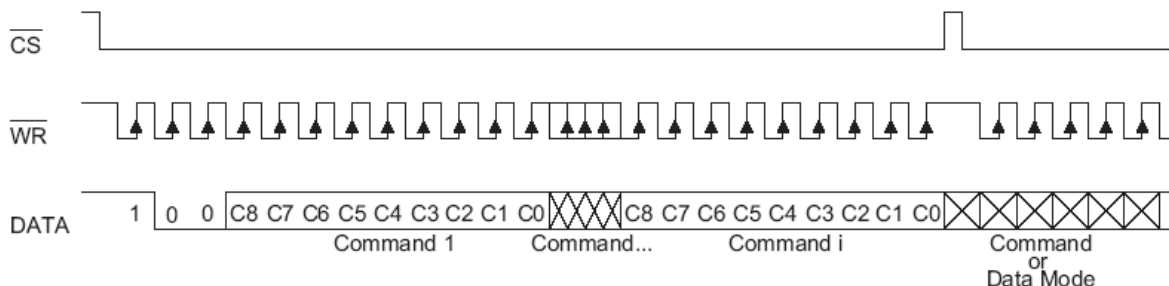 CS
WR
DATA 1 0 0 C8 C7 C6 C5 C4 C3 C2 C1 C0 C8 C7 C6 C5 C4 C3 C2 C1 C0
Command 1 Command... Command i Command
or
Data Mode